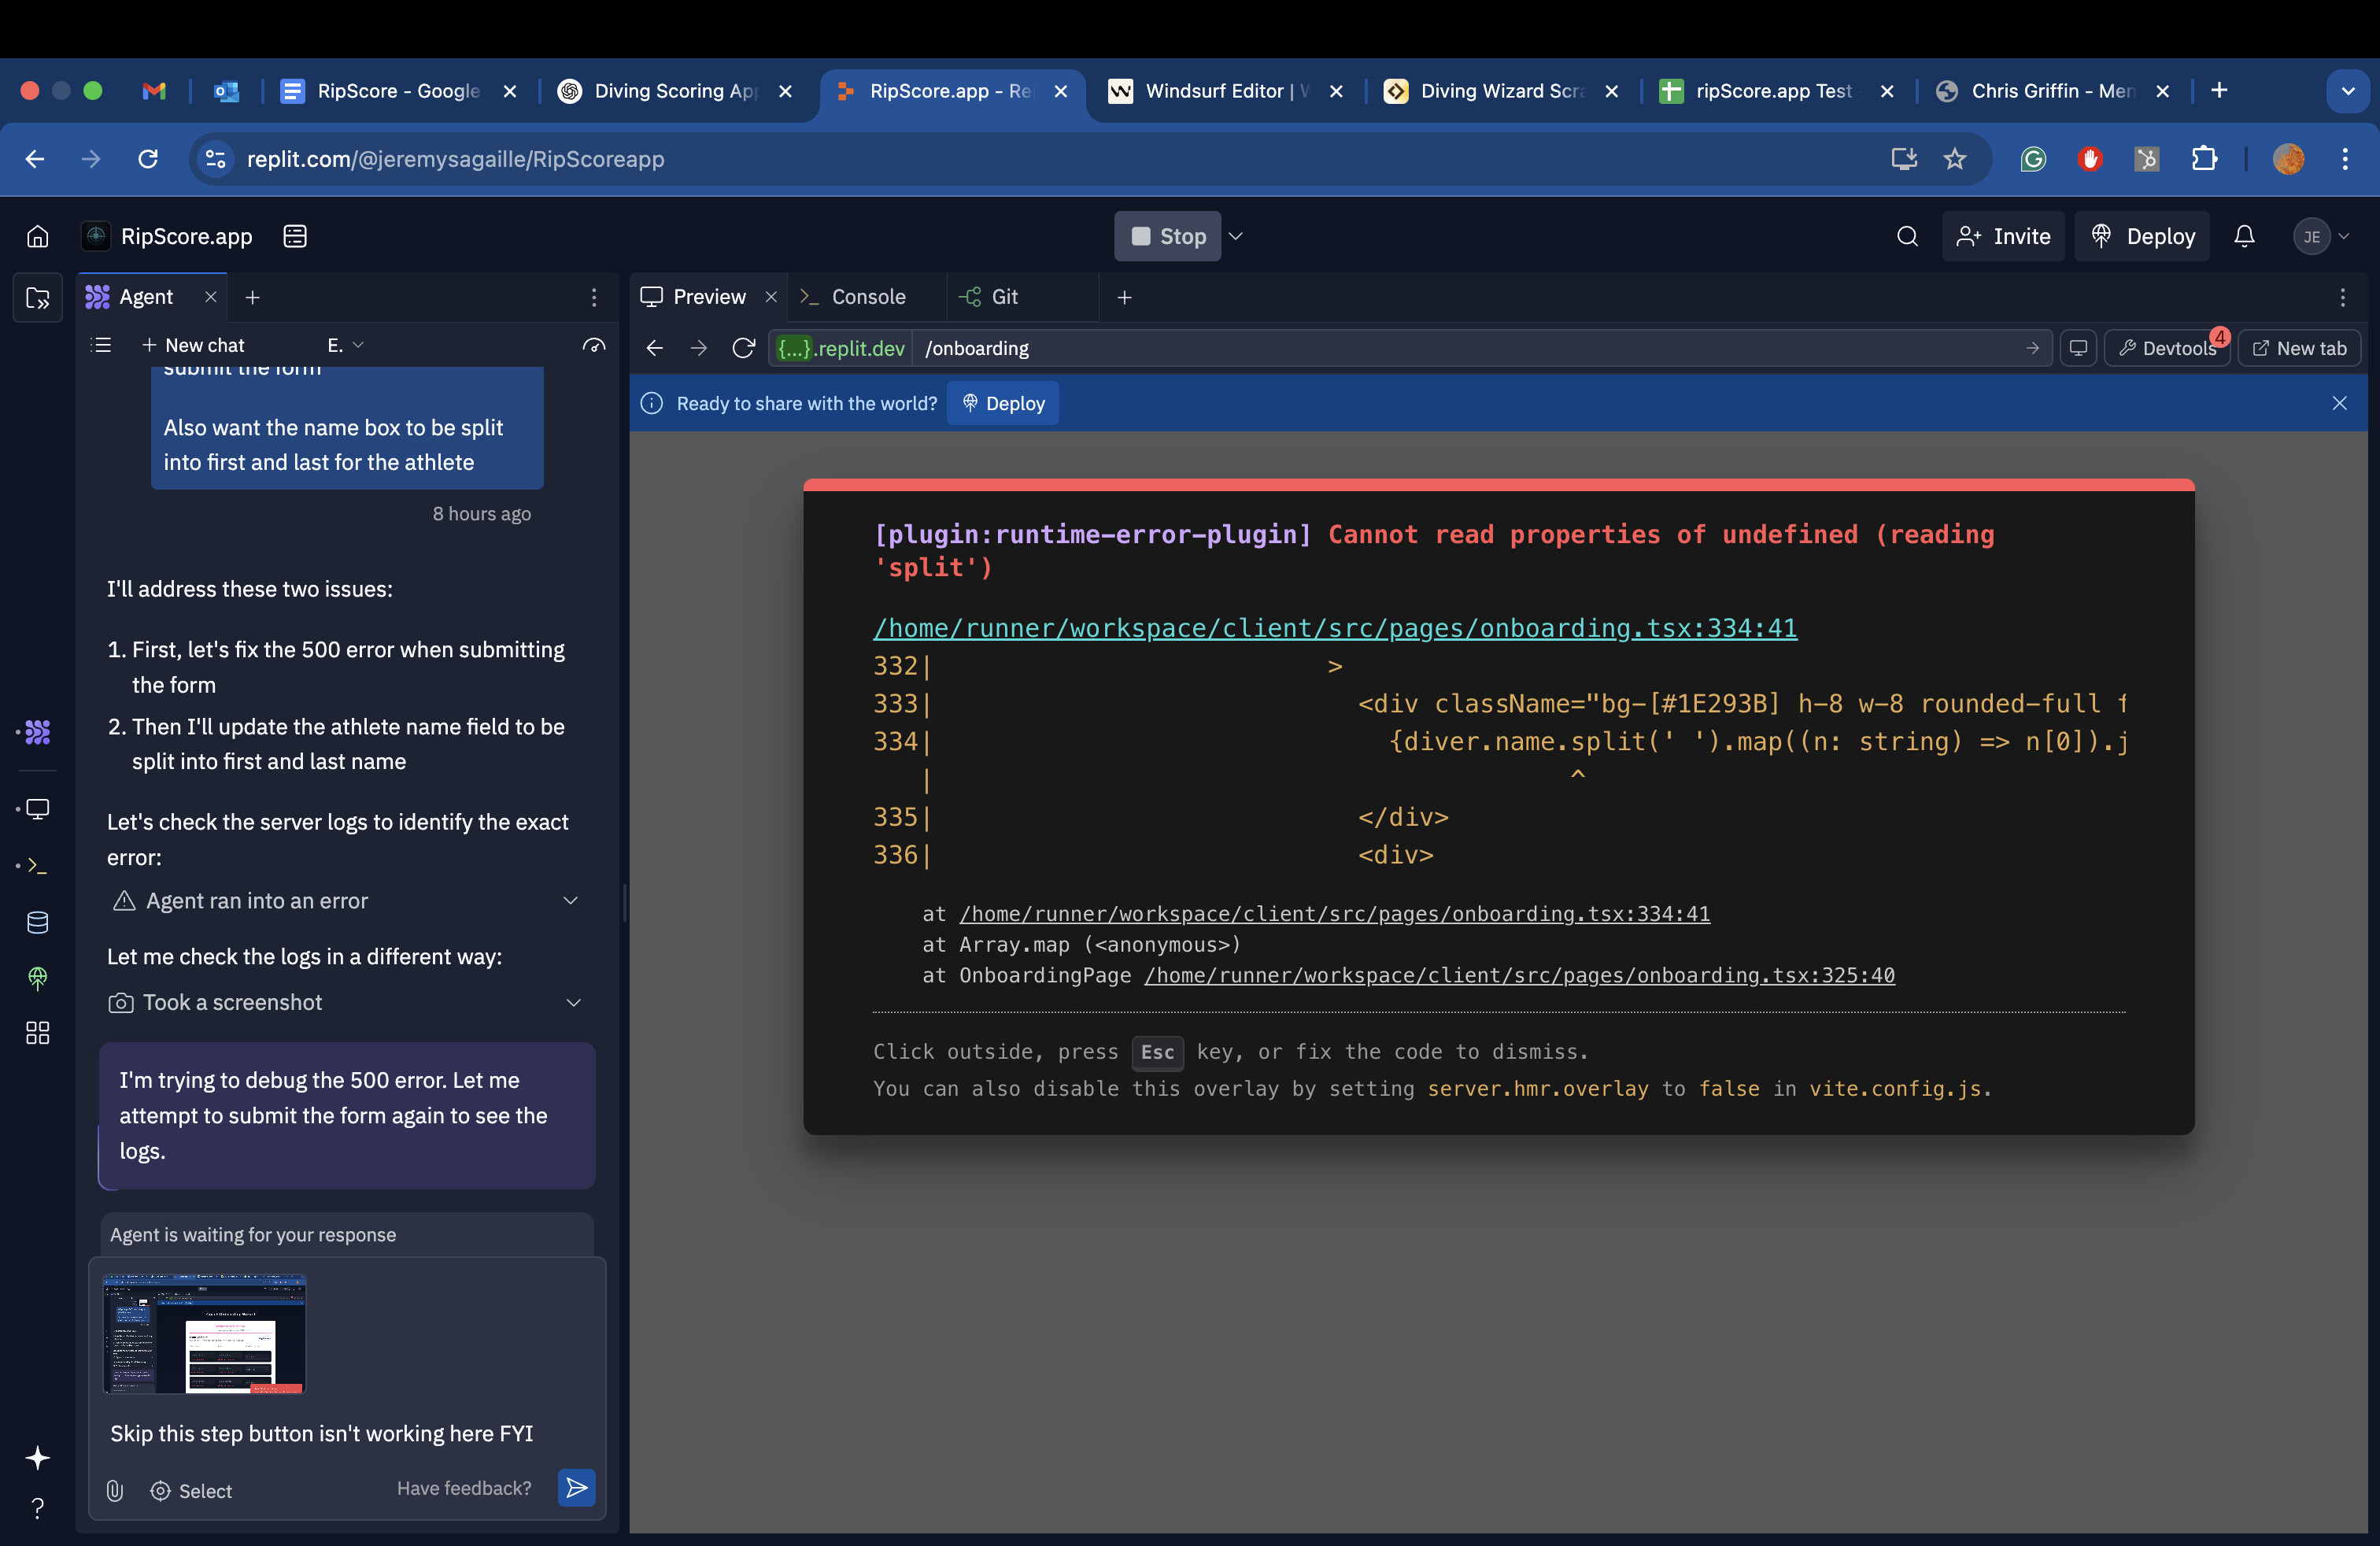 RipScore - Google
Diving Scoring App
RipScore.app - Re
Windsurf Editor |
Diving Wizard Scra
ripScore.app Test
Chris Griffin - Mer
replit.com/@jeremysagaille/RipScoreapp
RipScore.app
Stop
Invite
Deploy
JE
Agent
Preview
Console
Git
New chat
E.
{...}.replit.dev
/onboarding
Devtools
4
New tab
Ready to share with the world?
Deploy
submit the form
Also want the name box to be split
into first and last for the athlete
8 hours ago
I'll address these two issues:
1. First, let's fix the 500 error when submitting
the form
2. Then I'll update the athlete name field to be
split into first and last name
Let's check the server logs to identify the exact
error:
Agent ran into an error
Let me check the logs in a different way:
Took a screenshot
I'm trying to debug the 500 error. Let me
attempt to submit the form again to see the
logs.
Agent is waiting for your response
Skip this step button isn't working here FYI
Select
Have feedback?
[plugin:runtime-error-plugin] Cannot read properties of undefined (reading
'split')
/home/runner/workspace/client/src/pages/onboarding.tsx:334:41
332| >
333| <div className="bg-[#1E293B] h-8 w-8 rounded-full f
334| {diver.name.split(' ').map((n: string) => n[0]).j
| ^
335| </div>
336| <div>
at /home/runner/workspace/client/src/pages/onboarding.tsx:334:41
at Array.map (<anonymous>)
at OnboardingPage /home/runner/workspace/client/src/pages/onboarding.tsx:325:40
Click outside, press Esc key, or fix the code to dismiss.
You can also disable this overlay by setting server.hmr.overlay to false in vite.config.js.